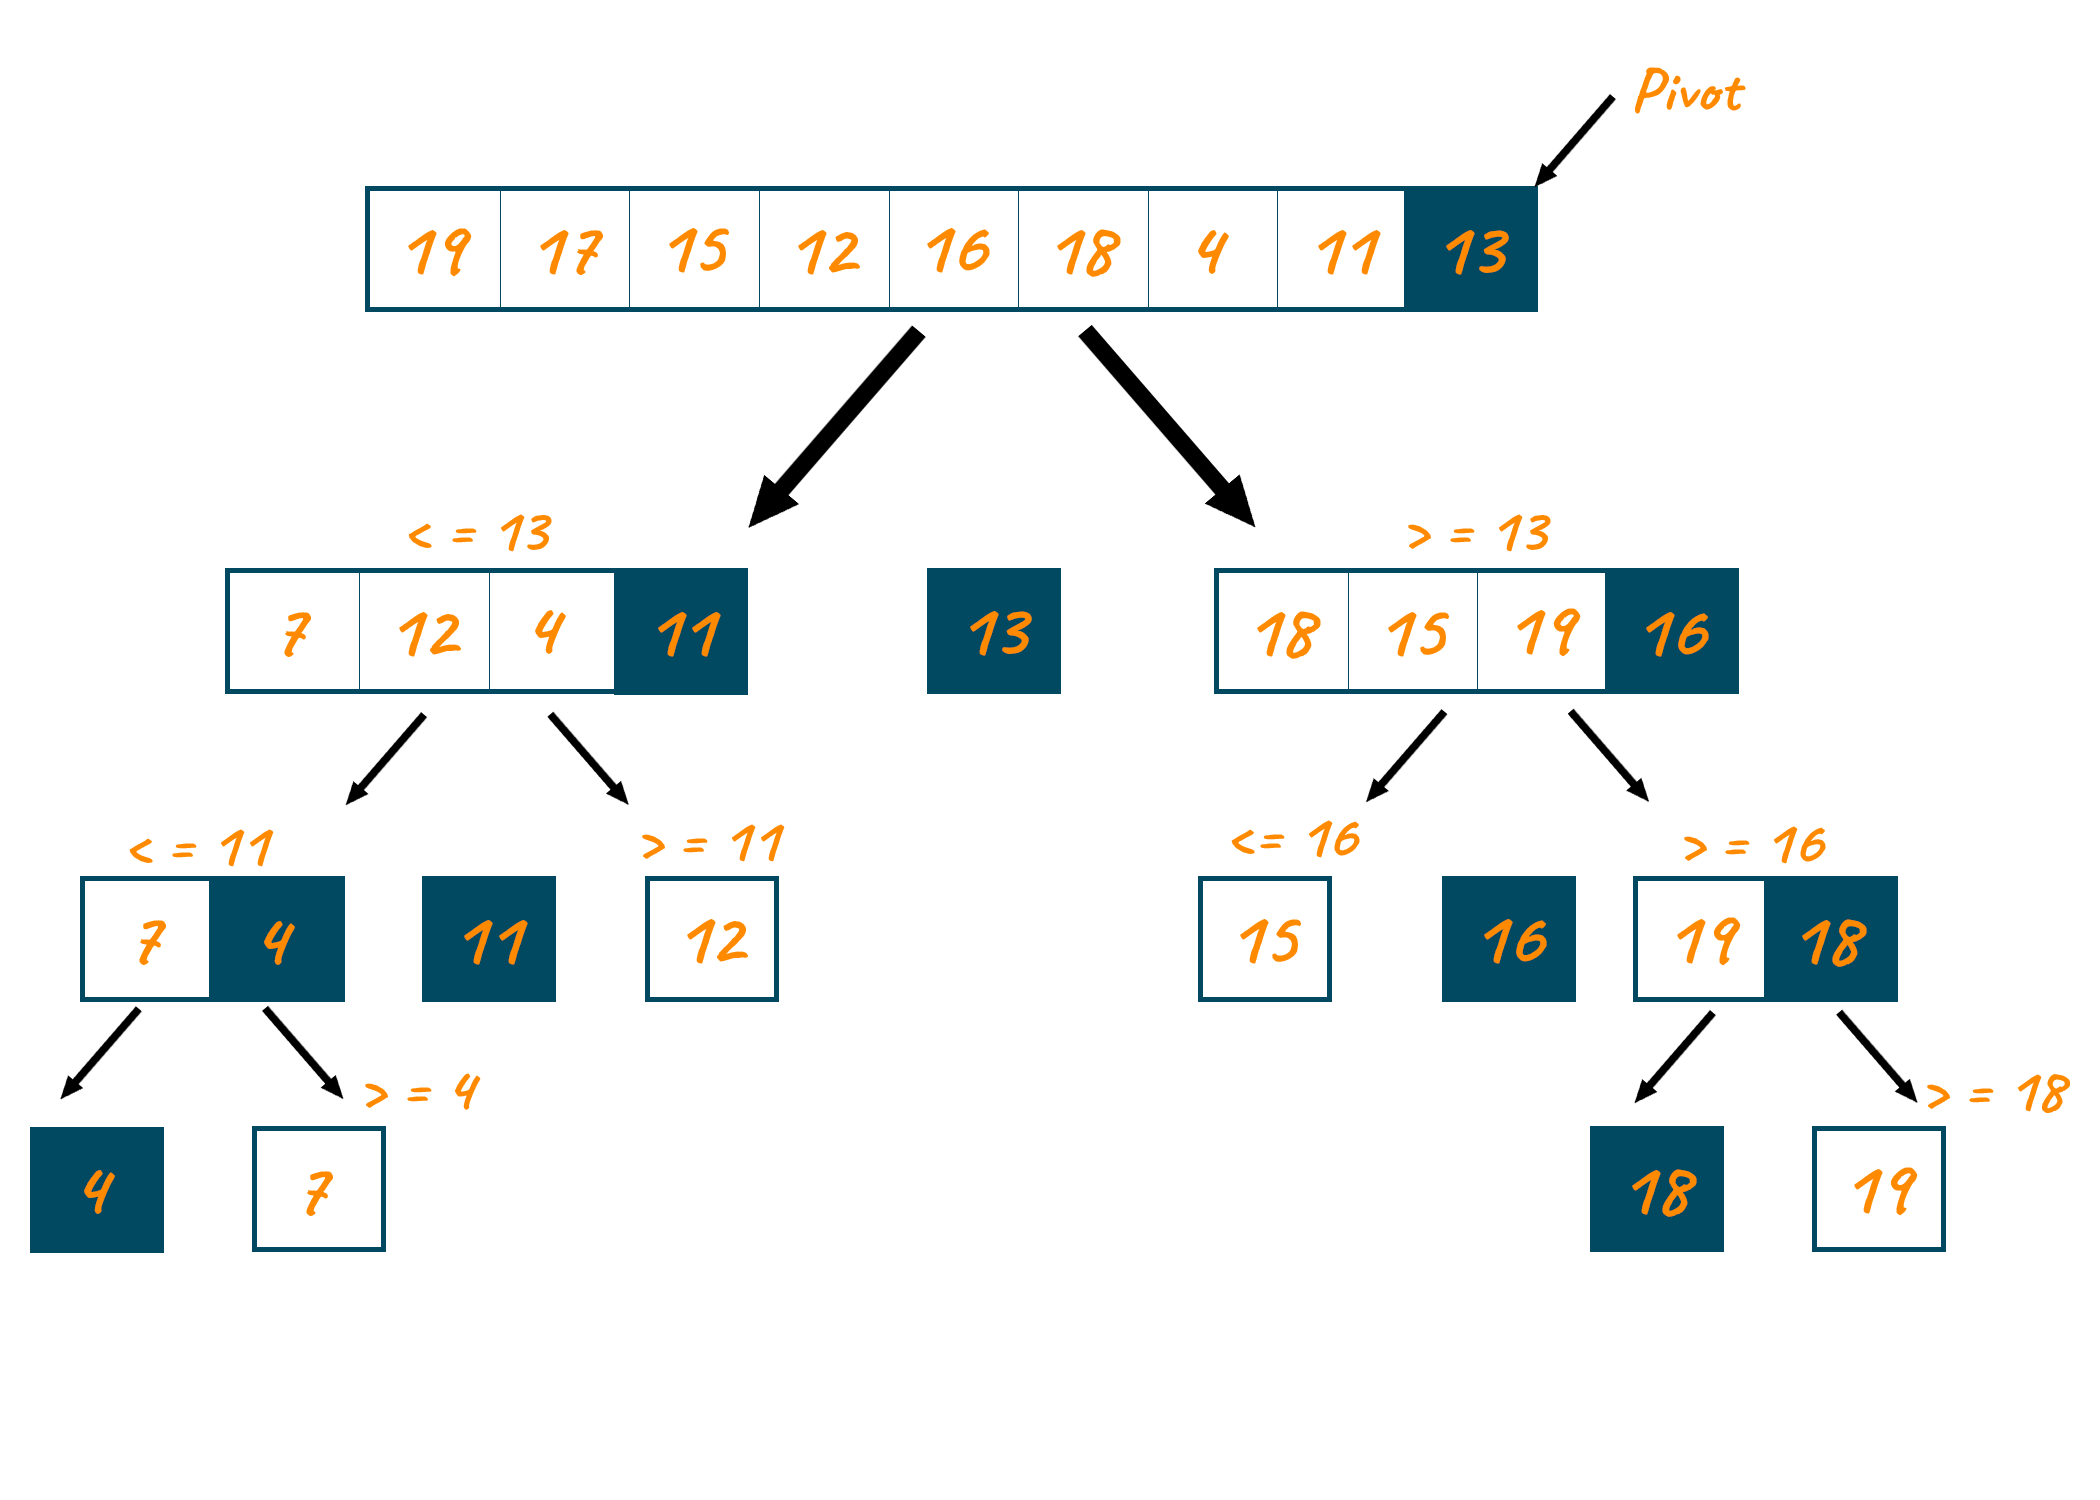 Pivot
19 17 15 12 16 18 4 11 13
< = 13 > = 13
7 12 4 11 13 18 15 19 16
< = 11 > = 11 <= 16 > = 16
7 4 11 12 15 16 19 18
> = 4 > = 18
4 7 18 19